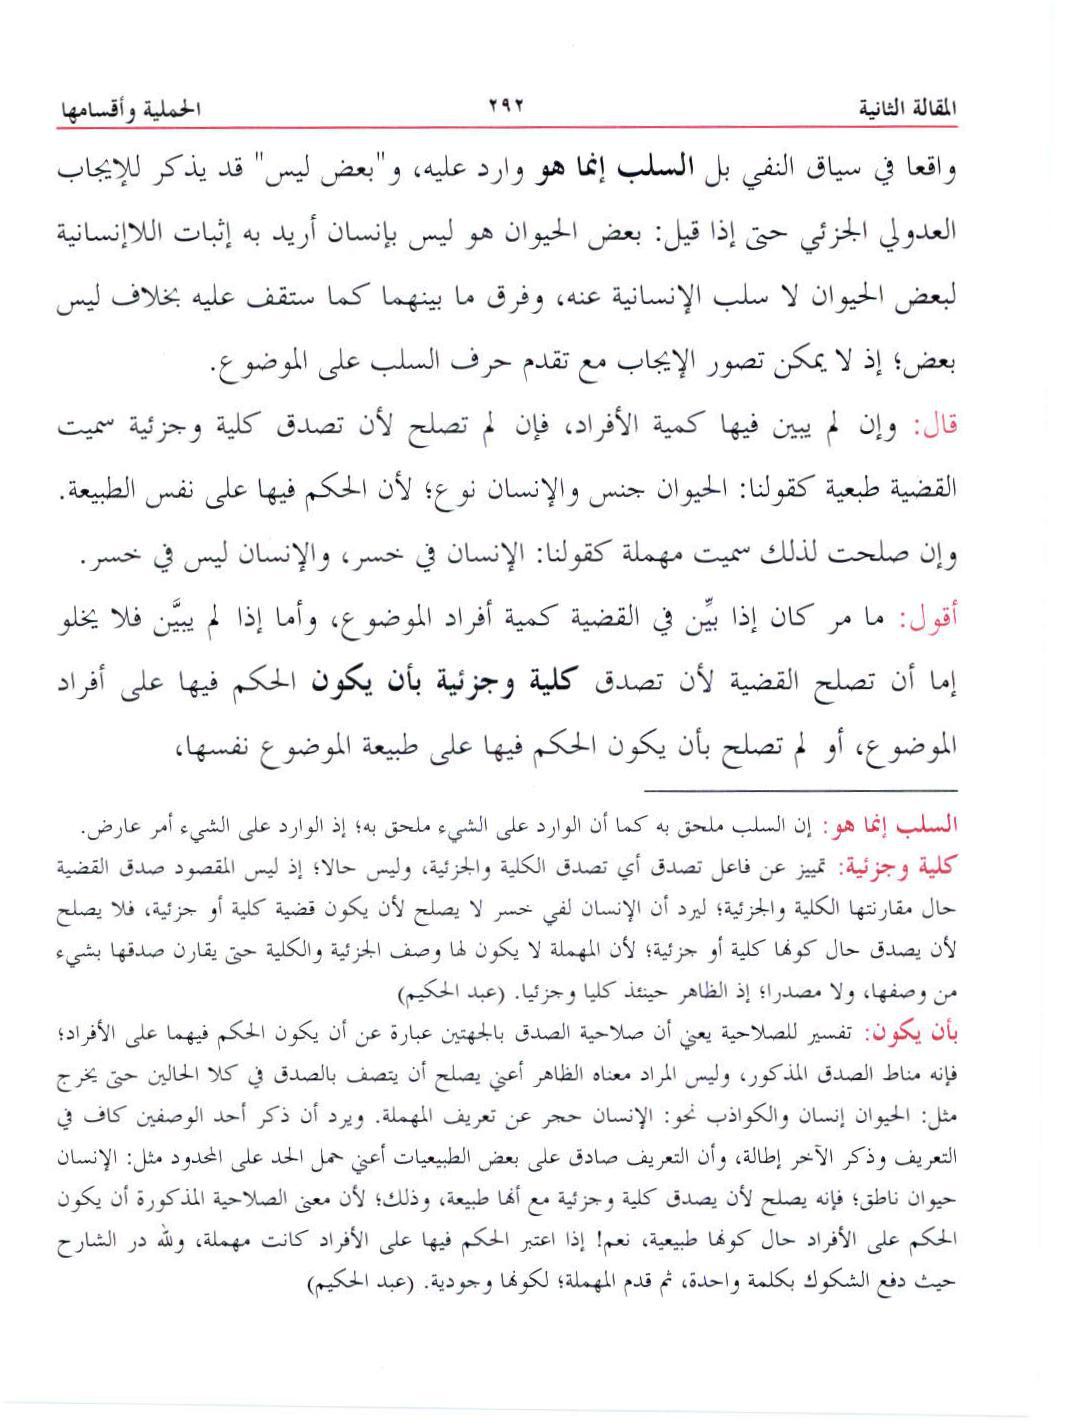 المقالة الثانية ٢٩٢ الحملية وأقسامها
واقعا في سياق النفي بل السلب إنما هو وارد عليه، و"بعض ليس" قد يذكر للإيجاب
العدولي الجزئي حتى إذا قيل: بعض الحيوان هو ليس بإنسان أريد به إثبات اللاإنسانية
لبعض الحيوان لا سلب الإنسانية عنه، وفرق ما بينهما كما ستقف عليه بخلاف ليس
بعض؛ إذ لا يمكن تصور الإيجاب مع تقدم حرف السلب على الموضوع.
قال: وإن لم يبين فيها كمية الأفراد، فإن لم تصلح لأن تصدق كلية وجزئية سميت
القضية طبعية كقولنا: الحيوان جنس والإنسان نوع؛ لأن الحكم فيها على نفس الطبيعة.
وإن صلحت لذلك سميت مهملة كقولنا: الإنسان في خسر، والإنسان ليس في خسر.
أقول: ما مر كان إذا بيِّن في القضية كمية أفراد الموضوع، وأما إذا لم يبيَّن فلا يخلو
إما أن تصلح القضية لأن تصدق كلية وجزئية بأن يكون الحكم فيها على أفراد
الموضوع، أو لم تصلح بأن يكون الحكم فيها على طبيعة الموضوع نفسها،
السلب إنما هو: إن السلب ملحق به كما أن الوارد على الشيء ملحق به؛ إذ الوارد على الشيء أمر عارض.
كلية وجزئية: تمييز عن فاعل تصدق أي تصدق الكلية والجزئية، وليس حالا؛ إذ ليس المقصود صدق القضية
حال مقارنتها الكلية والجزئية؛ ليرد أن الإنسان لفي خسر لا يصلح لأن يكون قضية كلية أو جزئية، فلا يصلح
لأن يصدق حال كونها كلية أو جزئية؛ لأن المهملة لا يكون لها وصف الجزئية والكلية حتى يقارن صدقها بشيء
من وصفها، ولا مصدرا؛ إذ الظاهر حينئذ كليا وجزئيا. (عبد الحكيم)
بأن يكون: تفسير للصلاحية يعني أن صلاحية الصدق بالجهتين عبارة عن أن يكون الحكم فيهما على الأفراد؛
فإنه مناط الصدق المذكور، وليس المراد معناه الظاهر أعني يصلح أن يتصف بالصدق في كلا الحالين حتى يخرج
مثل: الحيوان إنسان والكواذب نحو: الإنسان حجر عن تعريف المهملة. ويرد أن ذكر أحد الوصفين كاف في
التعريف وذكر الآخر إطالة، وأن التعريف صادق على بعض الطبيعيات أعني حمل الحد على المحدود مثل: الإنسان
حيوان ناطق؛ فإنه يصلح لأن يصدق كلية وجزئية مع أنها طبيعة، وذلك؛ لأن معنى الصلاحية المذكورة أن يكون
الحكم على الأفراد حال كونها طبيعية، نعم! إذا اعتبر الحكم فيها على الأفراد كانت مهملة، ولله در الشارح
حيث دفع الشكوك بكلمة واحدة، ثم قدم المهملة؛ لكونها وجودية. (عبد الحكيم)